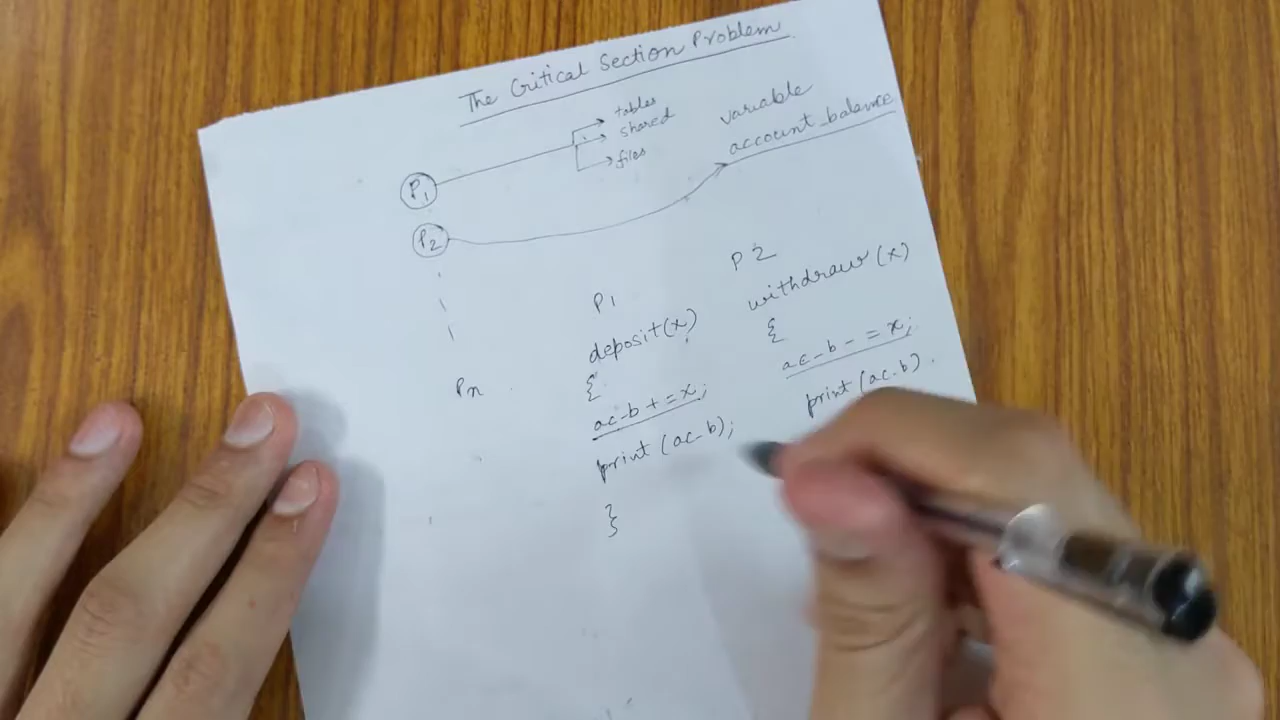 The Critical Section Problem
tables
shared
files
variable
account_balance
P1
P2
Pn
P1
deposit(x)
{
ac-b += x;
print (ac-b);
}
P2
withdraw (x)
{
ac-b -= x;
print (ac-b).